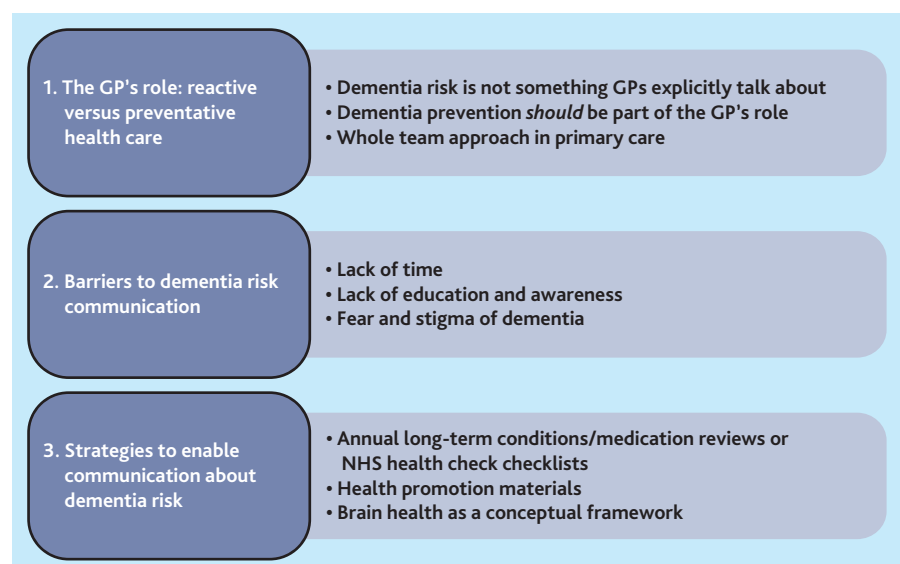 1. The GP's role: reactive
versus preventative
health care
• Dementia risk is not something GPs explicitly talk about
• Dementia prevention should be part of the GP's role
• Whole team approach in primary care
2. Barriers to dementia risk
communication
• Lack of time
• Lack of education and awareness
• Fear and stigma of dementia
3. Strategies to enable
communication about
dementia risk
• Annual long-term conditions/medication reviews or
NHS health check checklists
• Health promotion materials
• Brain health as a conceptual framework